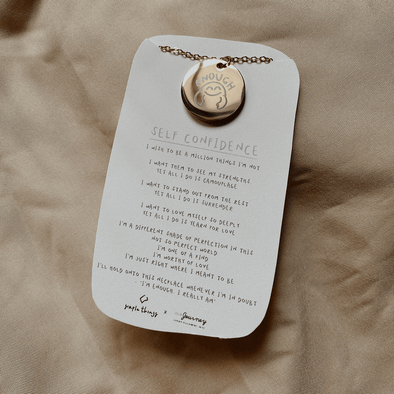 ENOUGH
SELF CONFIDENCE
I WISH TO BE A MILLION THINGS I'M NOT
I WANT THEM TO SEE MY STRENGTHS
YET ALL I DO IS CAMOUFLAGE
I WANT TO STAND OUT FROM THE REST
YET ALL I DO IS SURRENDER
I WANT TO LOVE MYSELF SO DEEPLY
YET ALL I DO IS YEARN FOR LOVE
I'M A DIFFERENT SHADE OF PERFECTION IN THIS
NOT SO PERFECT WORLD
I'M ONE OF A KIND
I'M WORTHY OF LOVE
I'M JUST RIGHT WHERE I MEANT TO BE
I'LL HOLD ONTO THIS NECKLACE WHENEVER I'M IN DOUBT
- "I'M ENOUGH. I REALLY AM"
purple things x Journey